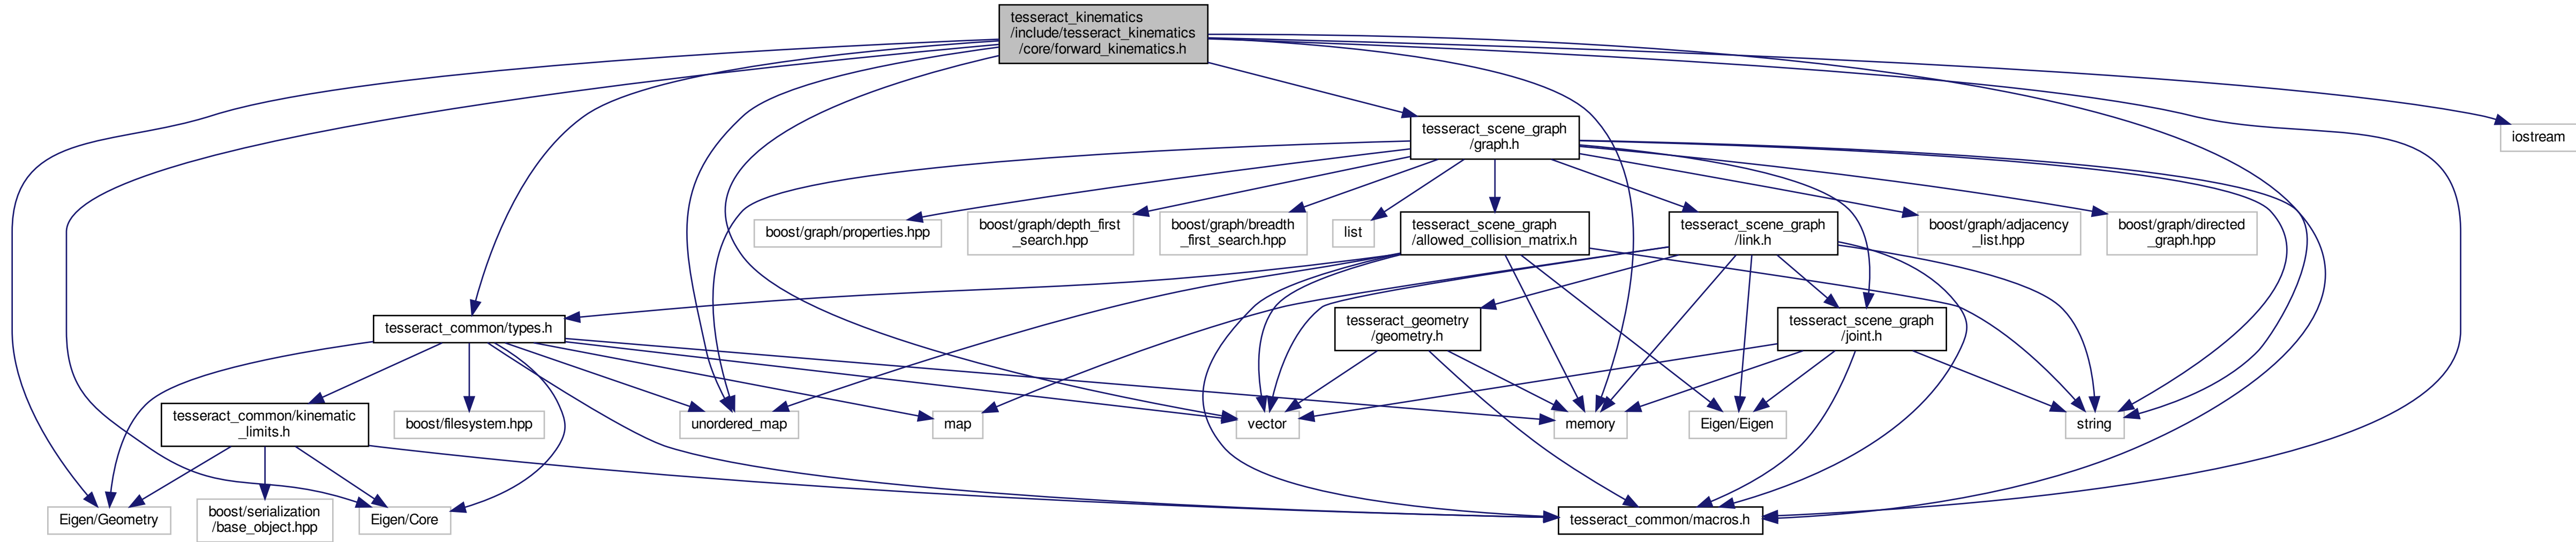 tesseract_kinematics
/include/tesseract_kinematics
/core/forward_kinematics.h
tesseract_scene_graph
/graph.h
iostream
boost/graph/properties.hpp
boost/graph/depth_first
_search.hpp
boost/graph/breadth
_first_search.hpp
list
tesseract_scene_graph
/allowed_collision_matrix.h
tesseract_scene_graph
/link.h
boost/graph/adjacency
_list.hpp
boost/graph/directed
_graph.hpp
tesseract_common/types.h
tesseract_geometry
/geometry.h
tesseract_scene_graph
/joint.h
tesseract_common/kinematic
_limits.h
boost/filesystem.hpp
unordered_map
map
vector
memory
Eigen/Eigen
string
Eigen/Geometry
boost/serialization
/base_object.hpp
Eigen/Core
tesseract_common/macros.h